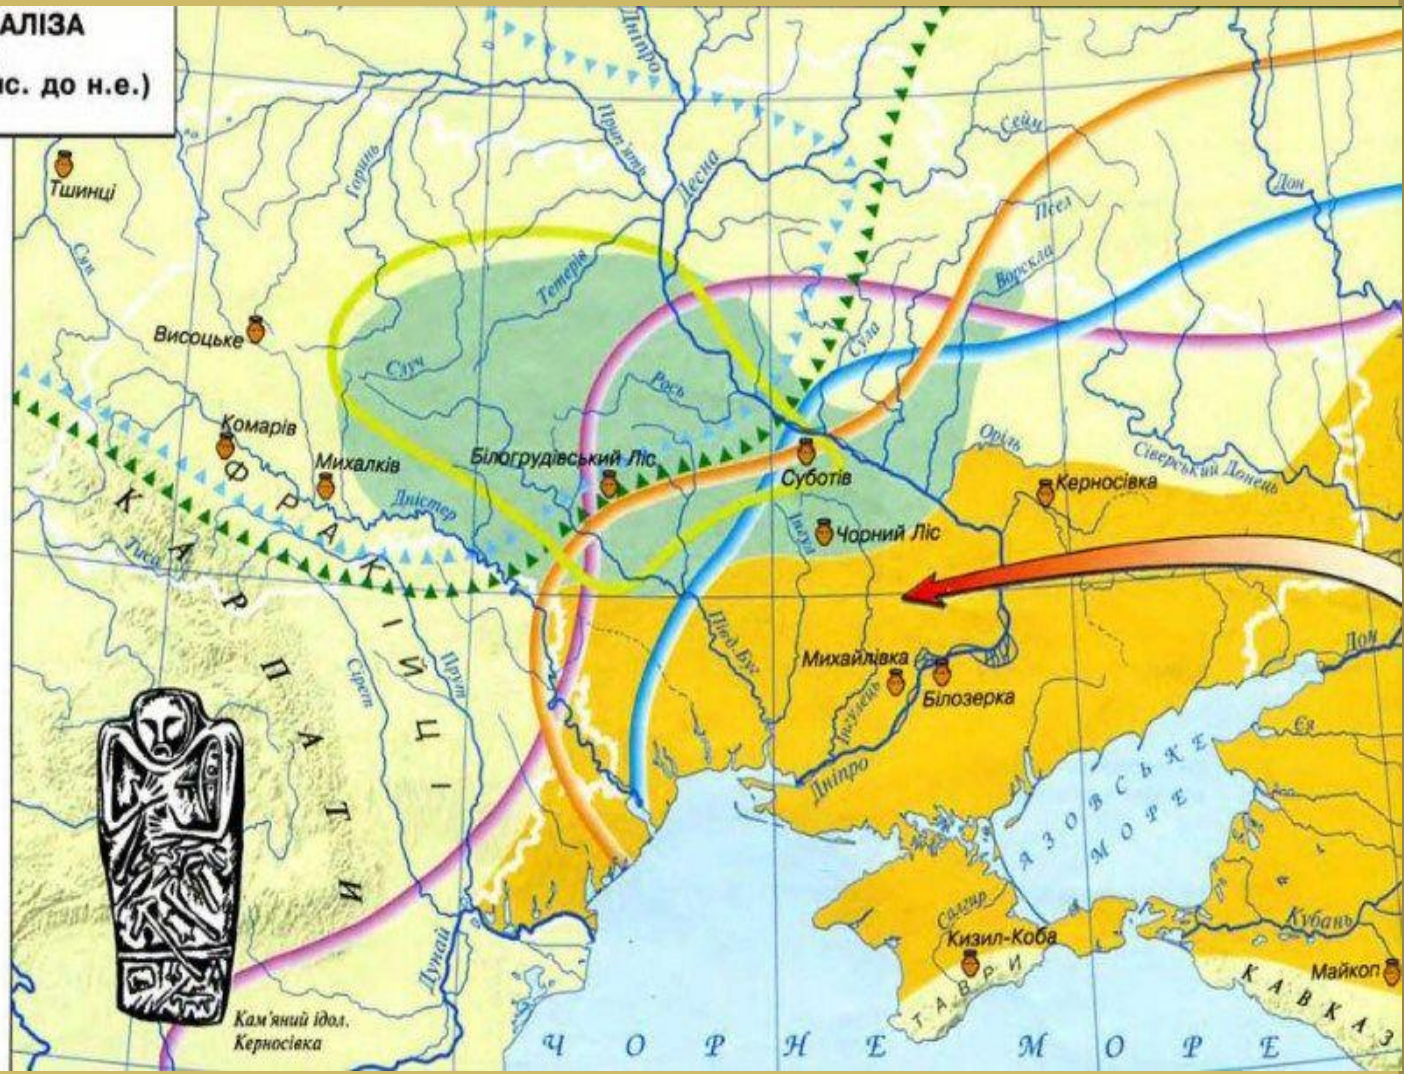 АЛІЗА
ис. до н.е.)
Тшинці
Сян
Горинь
Дніпро
Прип'ять
Десна
Сейм
Дон
Псел
Ворскла
Тетерів
Високоцьке
Случ
Рось
Сула
Комарів
Михалків
Дністер
Білогрудівський Ліс
Суботів
Оріль
Сіверський Донець
Керносівка
Чорний Ліс
Інгул
Тиса
КАРПАТИ
ФРАКІЙЦІ
Сірет
Прут
Півд. Буг
Михайлівка
Білозерка
Інгулець
Дніпро
Дон
Єя
АЗОВСЬКЕ
МОРЕ
Салгир
Кизил-Коба
ТАВРИ
Кубань
Майкоп
КАВКАЗ
Дунай
Кам'яний ідол.
Керносівка
ЧОРНЕ МОРЕ